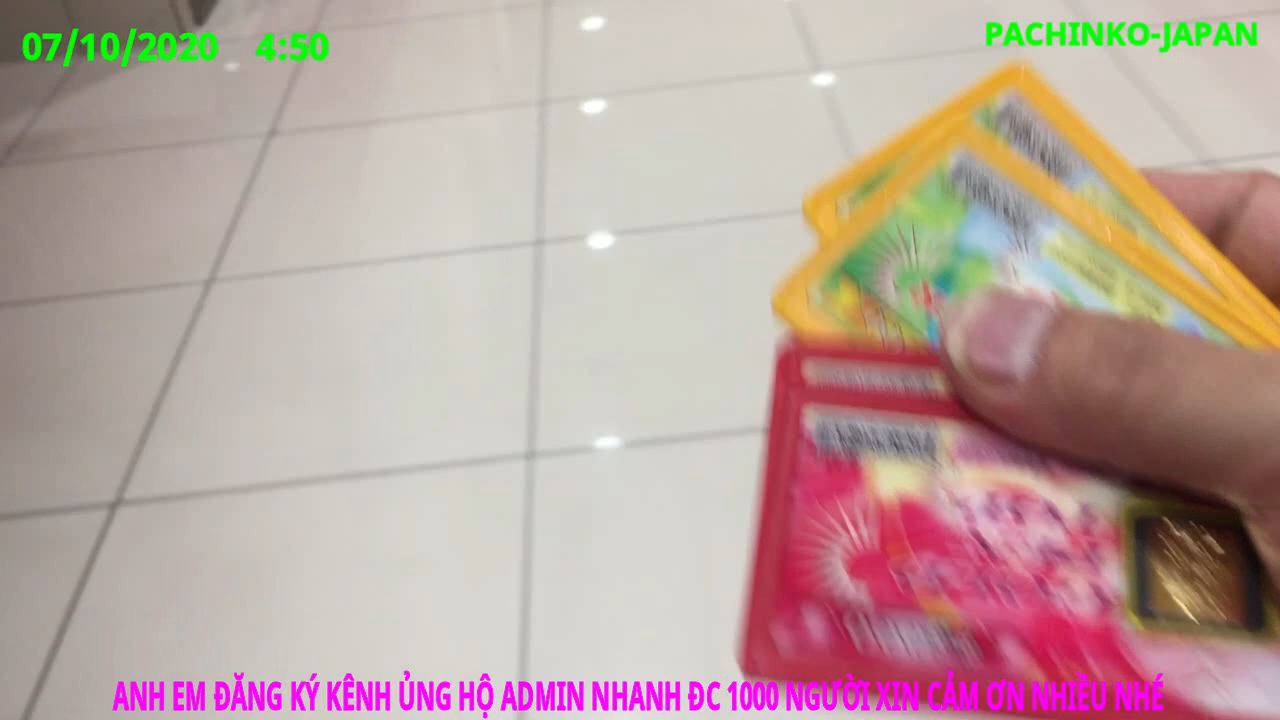 07/10/2020 4:50
PACHINKO-JAPAN
ANH EM ĐĂNG KÝ KÊNH ỦNG HỘ ADMIN NHANH ĐC 1000 NGƯỜI XIN CẢM ƠN NHIỀU NHÉ